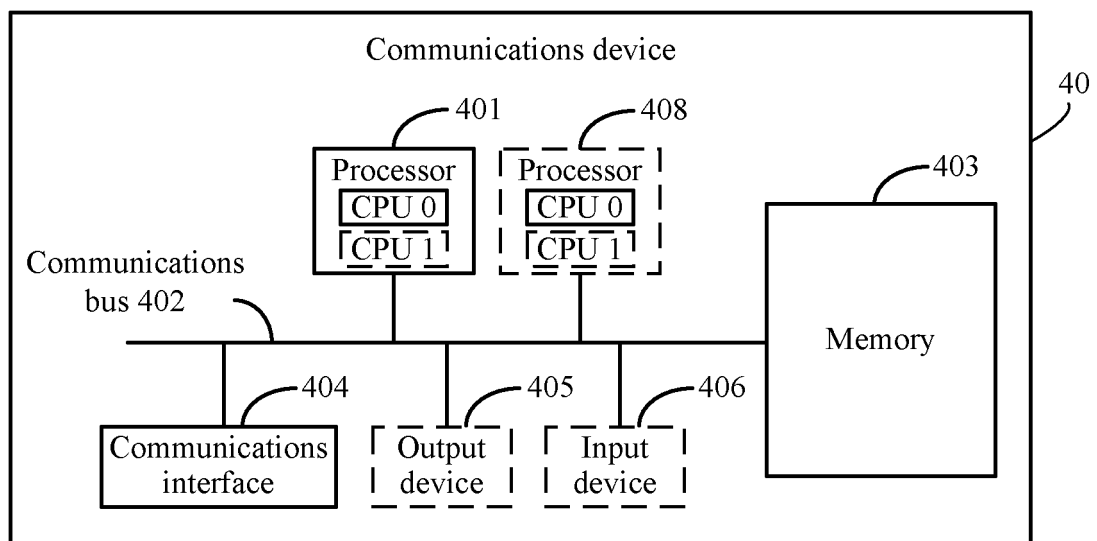 Communications device
40
401
408
403
Processor
CPU 0
CPU 1
Processor
CPU 0
CPU 1
Communications
bus 402
Memory
404
405
406
Communications
interface
Output
device
Input
device